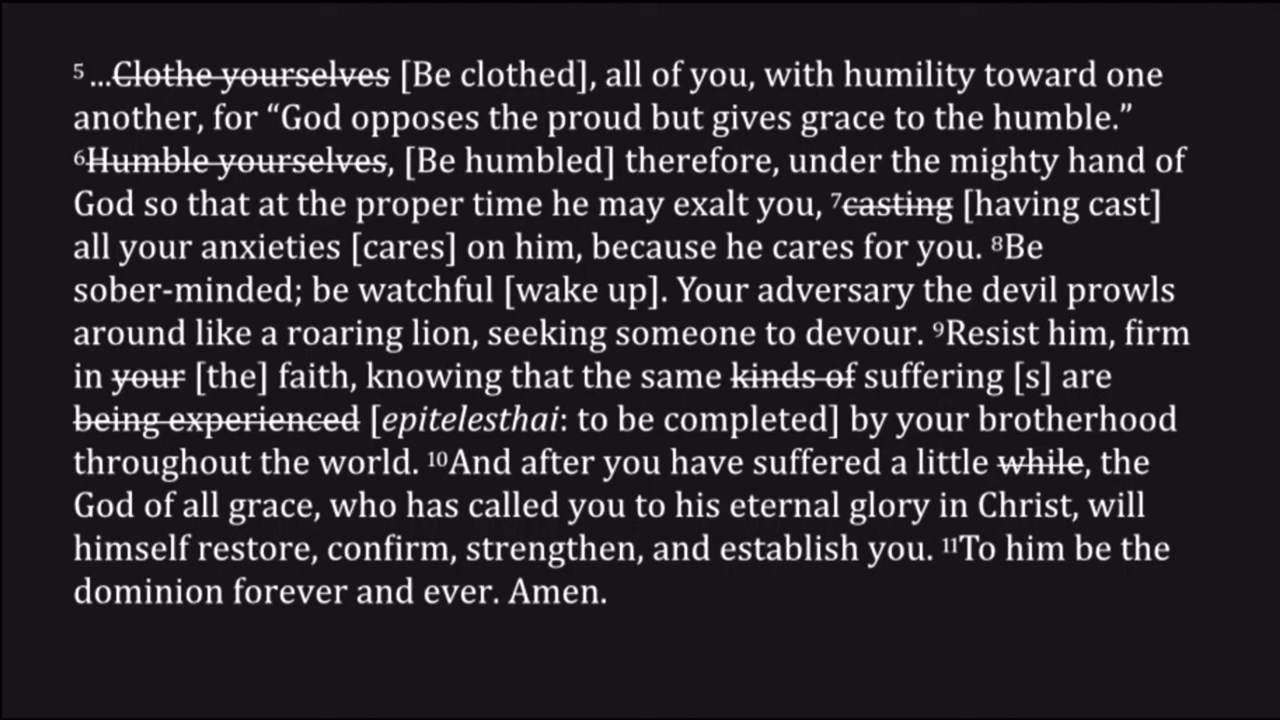 5 ...Clothe yourselves [Be clothed], all of you, with humility toward one
another, for “God opposes the proud but gives grace to the humble.”
6Humble yourselves, [Be humbled] therefore, under the mighty hand of
God so that at the proper time he may exalt you, 7casting [having cast]
all your anxieties [cares] on him, because he cares for you. 8Be
sober-minded; be watchful [wake up]. Your adversary the devil prowls
around like a roaring lion, seeking someone to devour. 9Resist him, firm
in your [the] faith, knowing that the same kinds of suffering [s] are
being experienced [epitelesthai: to be completed] by your brotherhood
throughout the world. 10And after you have suffered a little while, the
God of all grace, who has called you to his eternal glory in Christ, will
himself restore, confirm, strengthen, and establish you. 11To him be the
dominion forever and ever. Amen.